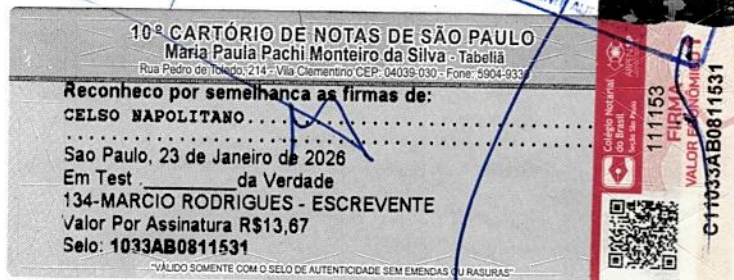 10º CARTÓRIO DE NOTAS DE SÃO PAULO
Maria Paula Pachi Monteiro da Silva - Tabeliã
Rua Pedro de Toledo, 214 - Vila Clementino CEP: 04039-030 - Fone: 5904-933
Reconheco por semelhanca as firmas de:
CELSO NAPOLITANO
Sao Paulo, 23 de Janeiro de 2026
Em Test ._________da Verdade
134-MARCIO RODRIGUES - ESCREVENTE
Valor Por Assinatura R$13,67
Selo: 1033AB0811531
"VÁLIDO SOMENTE COM O SELO DE AUTENTICIDADE SEM EMENDAS OU RASURAS"
Colégio Notarial
do Brasil
Seção São Paulo
111153
FIRMA
VALOR ECONÔMICO 1
C11033AB0811531